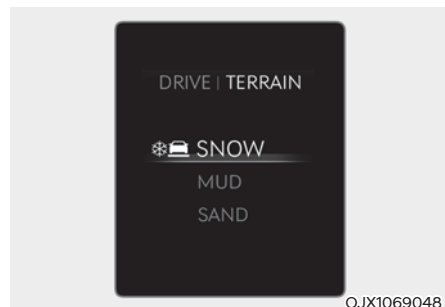 DRIVE | TERRAIN
SNOW
MUD
SAND
OJX1069048